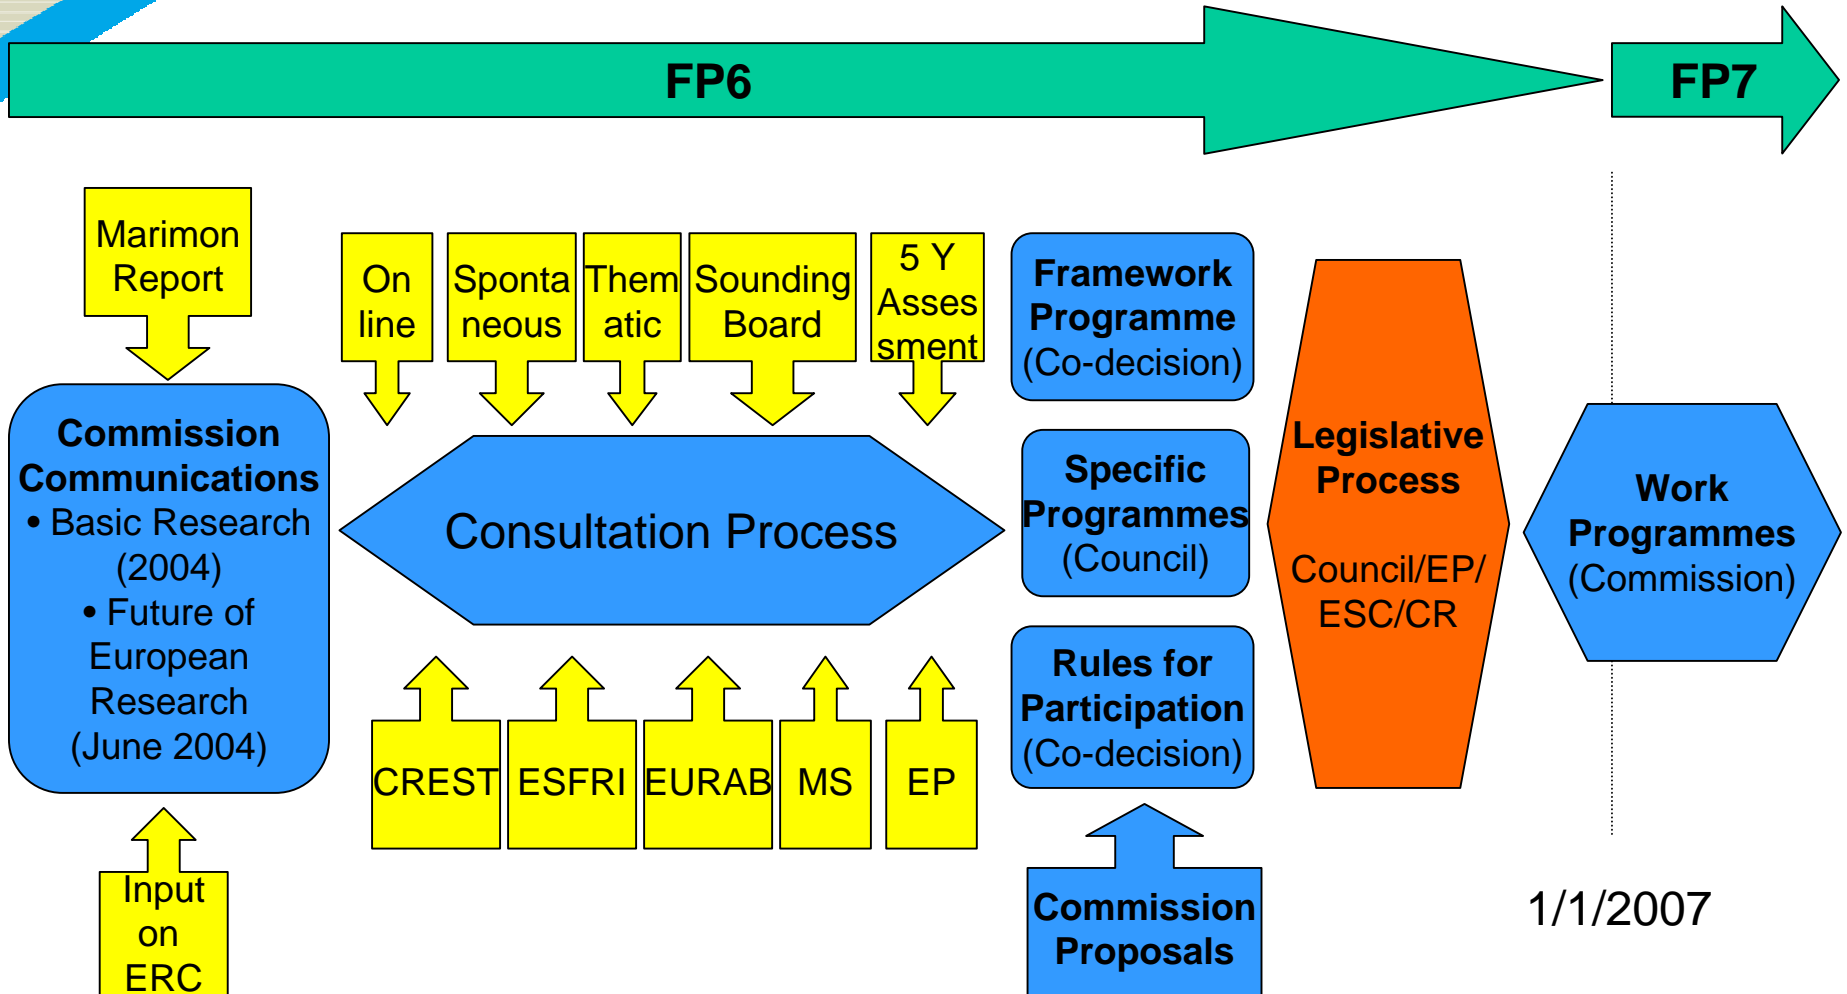 FP6
FP7
Marimon
Report
Commission
Communications
• Basic Research
(2004)
• Future of
European
Research
(June 2004)
Input
on
ERC
On
line
Sponta
neous
Them
atic
Sounding
Board
5 Y
Asses
sment
Consultation Process
CREST
ESFRI
EURAB
MS
EP
Framework
Programme
(Co-decision)
Specific
Programmes
(Council)
Rules for
Participation
(Co-decision)
Commission
Proposals
Legislative
Process
Council/EP/
ESC/CR
Work
Programmes
(Commission)
1/1/2007